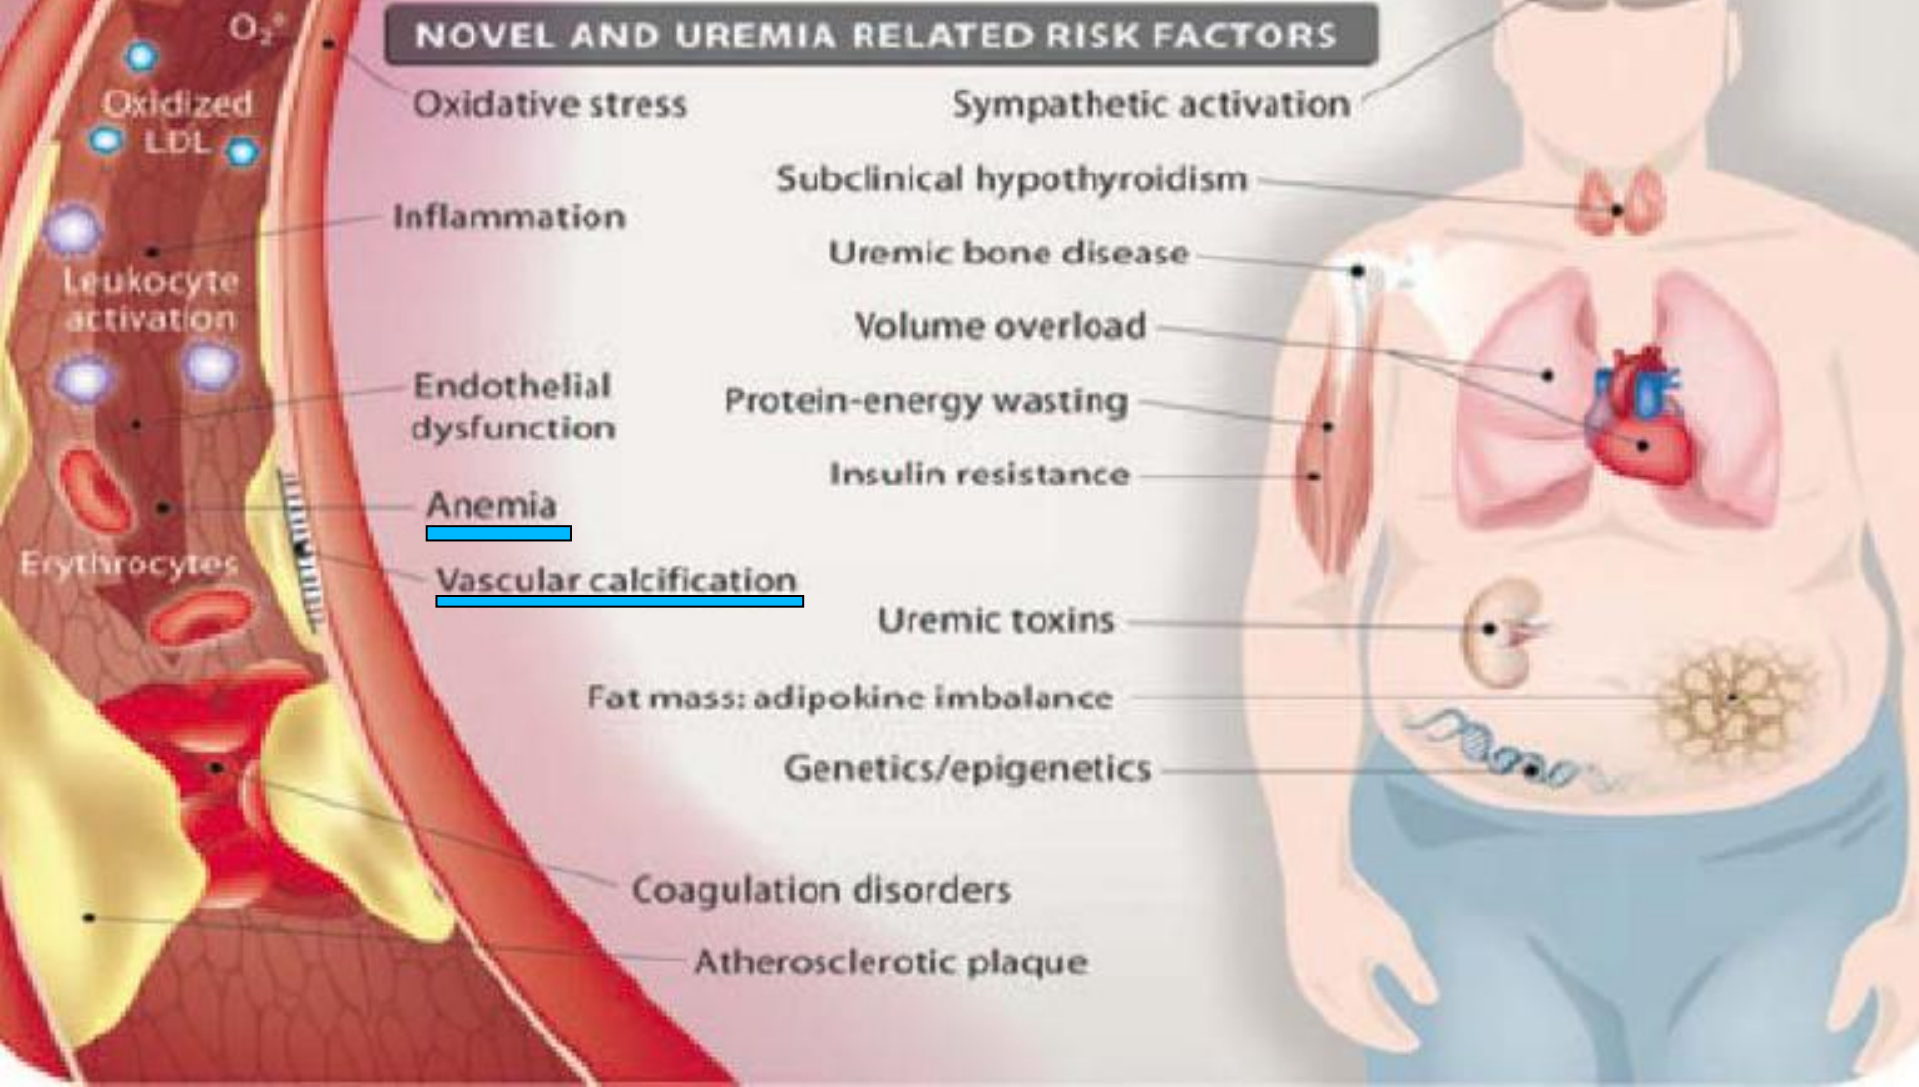 O₂°
NOVEL AND UREMIA RELATED RISK FACTORS
Oxidized
LDL
Oxidative stress
Sympathetic activation
Subclinical hypothyroidism
Inflammation
Uremic bone disease
Leukocyte
activation
Volume overload
Endothelial
dysfunction
Protein-energy wasting
Insulin resistance
Anemia
Erythrocytes
Vascular calcification
Uremic toxins
Fat mass: adipokine imbalance
Genetics/epigenetics
Coagulation disorders
Atherosclerotic plaque